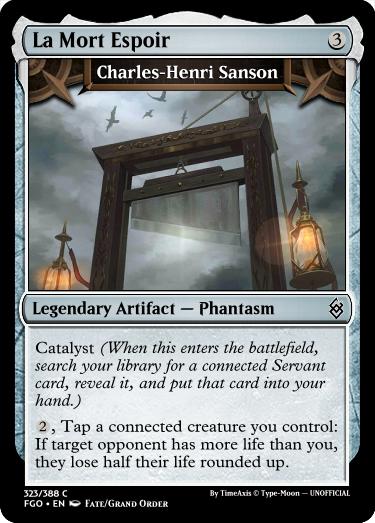 La Mort Espoir 3
Charles-Henri Sanson
Legendary Artifact — Phantasm
Catalyst (When this enters the battlefield,
search your library for a connected Servant
card, reveal it, and put that card into your
hand.)
2, Tap a connected creature you control:
If target opponent has more life than you,
they lose half their life rounded up.
323/388 C
FGO • EN Fate/Grand Order
By TimeAxis © Type-Moon — UNOFFICIAL